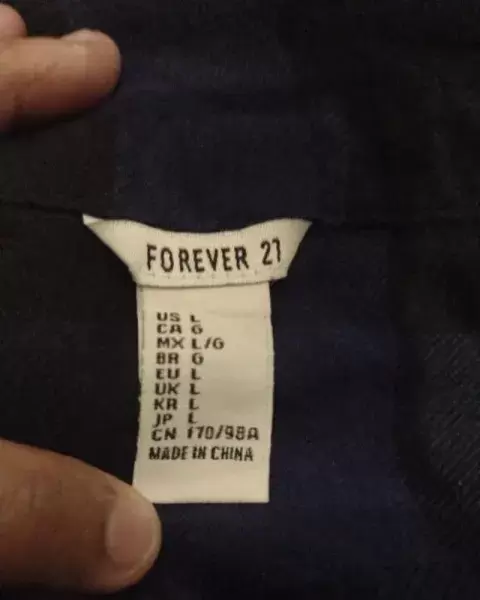 FOREVER 21
US L
CA G
MX L/G
BR G
EU L
UK L
KR L
JP L
CN 170/98A
MADE IN CHINA